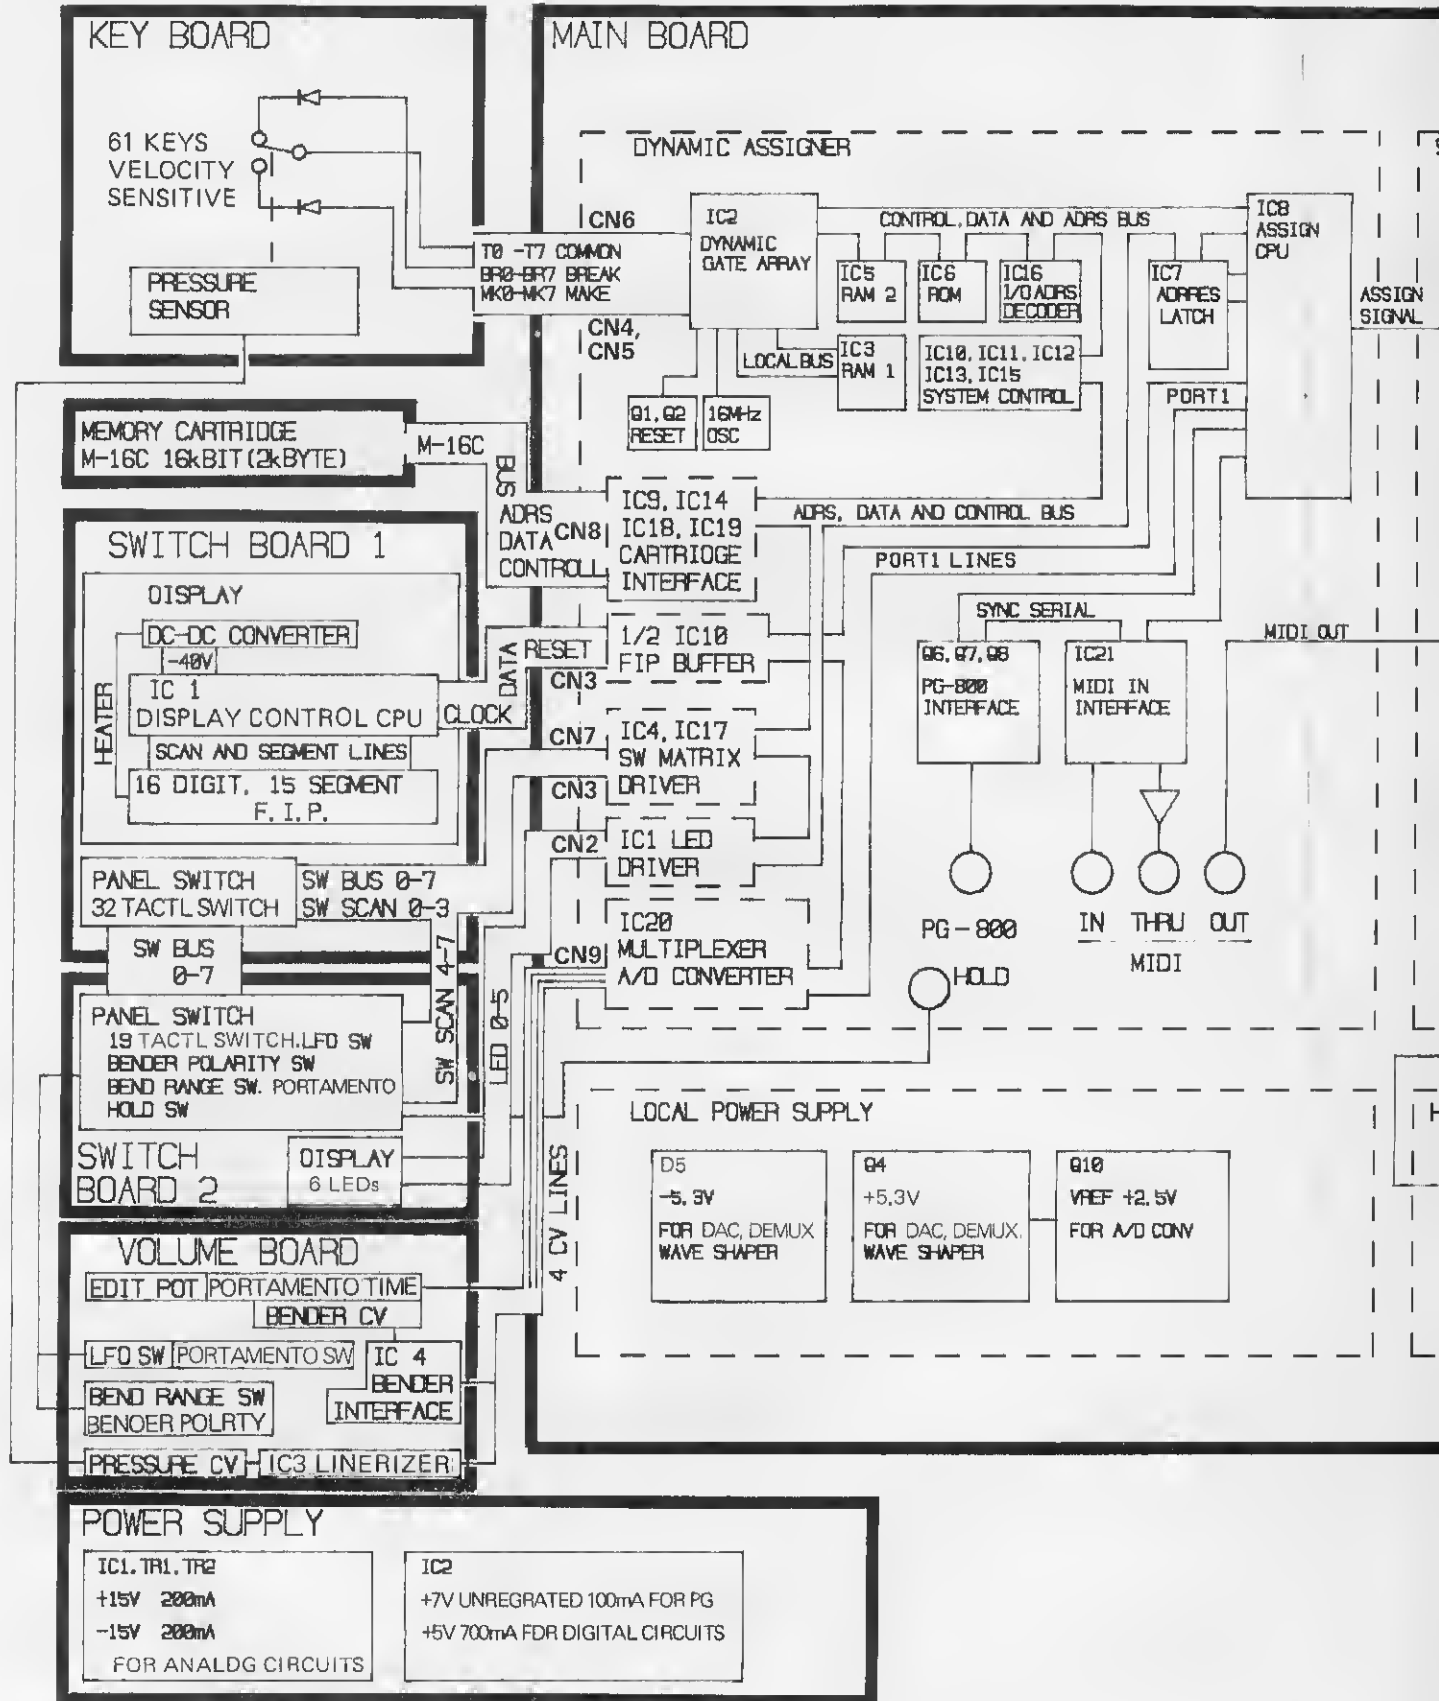 KEY BOARD
61 KEYS
VELOCITY
SENSITIVE
PRESSURE
SENSOR
MAIN BOARD
DYNAMIC ASSIGNER
CN6
T0 -T7 COMMON
BR0-BR7 BREAK
MK0-MK7 MAKE
CN4,
CN5
IC2
DYNAMIC
GATE ARRAY
CONTROL, DATA AND ADRS BUS
IC5
RAM 2
IC6
ROM
IC16
I/O ADRS
DECODER
IC7
ADRRES
LATCH
IC8
ASSIGN
CPU
ASSIGN
SIGNAL
LOCAL BUS
IC3
RAM 1
IC10, IC11, IC12
IC13, IC15
SYSTEM CONTROL
PORT1
Q1, Q2
RESET
16MHz
OSC
MEMORY CARTRIDGE
M-16C 16kBIT(2kBYTE)
M-16C
BUS
ADRS
DATA
CONTROLL
CN8
IC9, IC14
IC18, IC19
CARTRIDGE
INTERFACE
ADRS, DATA AND CONTROL BUS
PORT1 LINES
SYNC SERIAL
MIDI OUT
SWITCH BOARD 1
DISPLAY
DC-DC CONVERTER
-40V
HEATER
IC 1
DISPLAY CONTROL CPU
SCAN AND SEGMENT LINES
16 DIGIT, 15 SEGMENT
F. I. P.
DATA
RESET
CLOCK
CN3
1/2 IC10
FIP BUFFER
CN7
IC4, IC17
SW MATRIX
DRIVER
CN3
CN2
IC1 LED
DRIVER
Q6, Q7, Q8
PG-800
INTERFACE
IC21
MIDI IN
INTERFACE
PG-800
IN THRU OUT
MIDI
HOLD
PANEL SWITCH
32 TACTL SWITCH
SW BUS 0-7
SW SCAN 0-3
SW BUS
0-7
SW SCAN 4-7
LED 0-5
CN9
IC20
MULTIPLEXER
A/D CONVERTER
PANEL SWITCH
19 TACTL SWITCH. LFO SW
BENDER POLARITY SW
BEND RANGE SW. PORTAMENTO
HOLD SW
SWITCH
BOARD 2
DISPLAY
6 LEDs
4 CV LINES
LOCAL POWER SUPPLY
D5
-5.3V
FOR DAC, DEMUX
WAVE SHAPER
Q4
+5.3V
FOR DAC, DEMUX.
WAVE SHAPER
Q10
VREF +2.5V
FOR A/D CONV
H
VOLUME BOARD
EDIT POT PORTAMENTO TIME
BENDER CV
LFO SW PORTAMENTO SW
IC 4
BENDER
INTERFACE
BEND RANGE SW
BENDER POLRTY
PRESSURE CV IC3 LINERIZER
POWER SUPPLY
IC1. TR1. TR2
+15V 200mA
-15V 200mA
FOR ANALOG CIRCUITS
IC2
+7V UNREGRATED 100mA FOR PG
+5V 700mA FOR DIGITAL CIRCUITS